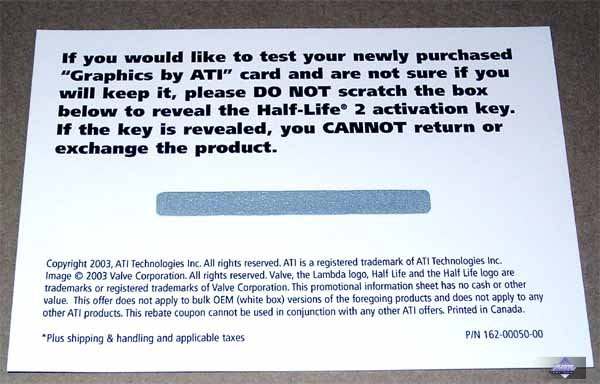 If you would like to test your newly purchased
“Graphics by ATI” card and are not sure if you
will keep it, please DO NOT scratch the box
below to reveal the Half-Life® 2 activation key.
If the key is revealed, you CANNOT return or
exchange the product.
Copyright 2003, ATI Technologies Inc. All rights reserved. ATI is a registered trademark of ATI Technologies Inc.
Image © 2003 Valve Corporation. All rights reserved. Valve, the Lambda logo, Half Life and the Half Life logo are
trademarks or registered trademarks of Valve Corporation. This promotional information sheet has no cash or other
value. This offer does not apply to bulk OEM (white box) versions of the foregoing products and does not apply to any
other ATI products. This rebate coupon cannot be used in conjunction with any other ATI offers. Printed in Canada.
*Plus shipping & handling and applicable taxes
P/N 162-00050-00